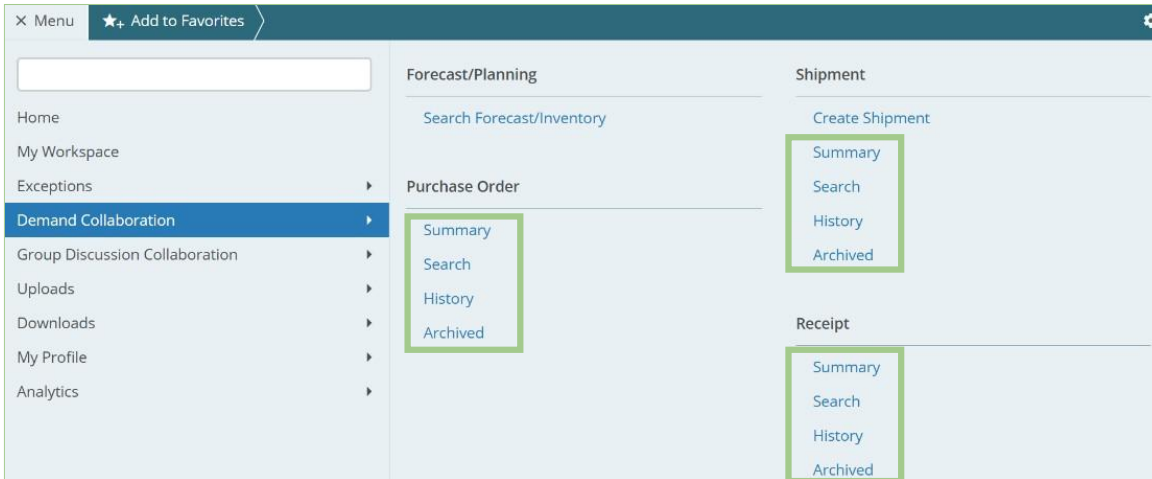 × Menu
Add to Favorites
Home
My Workspace
Exceptions
Demand Collaboration
Group Discussion Collaboration
Uploads
Downloads
My Profile
Analytics
Forecast/Planning
Search Forecast/Inventory
Purchase Order
Summary
Search
History
Archived
Shipment
Create Shipment
Summary
Search
History
Archived
Receipt
Summary
Search
History
Archived